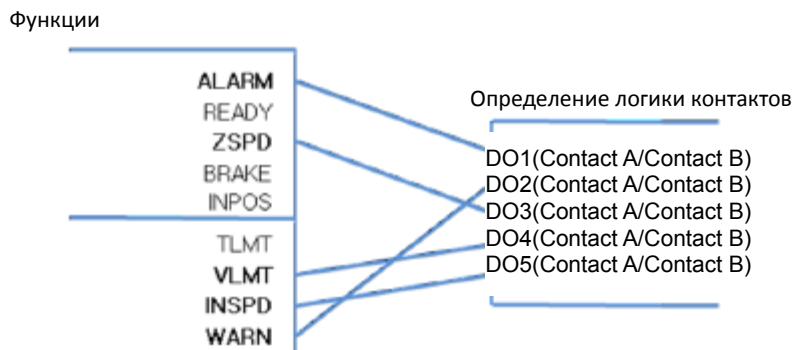 Функции
ALARM
READY
ZSPD
BRAKE
INPOS
TLMT
VLMT
INSPD
WARN
Определение логики контактов
DO1(Contact A/Contact B)
DO2(Contact A/Contact B)
DO3(Contact A/Contact B)
DO4(Contact A/Contact B)
DO5(Contact A/Contact B)